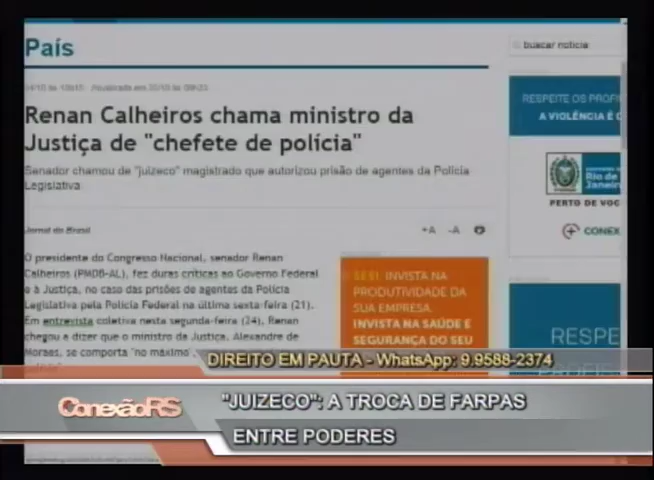 País
buscar notícia
Renan Calheiros chama ministro da
Justiça de "chefete de polícia"
Senador chamou de "juizeco" magistrado que autorizou prisão de agentes da Polícia
Legislativa
Jornal do Brasil
+A -A
O presidente do Congresso Nacional, senador Renan
Calheiros (PMDB-AL), fez duras críticas ao Governo Federal
e à Justiça, no caso das prisões de agentes da Polícia
Legislativa pela Polícia Federal na última sexta-feira (21).
Em entrevista coletiva nesta segunda-feira (24), Renan
chegou a dizer que o ministro da Justiça, Alexandre de
Moraes, se comporta "no máximo",
SESI. INVISTA NA
PRODUTIVIDADE DA
SUA EMPRESA.
INVISTA NA SAÚDE E
SEGURANÇA DO SEU
RESPEITE OS PROFI
A VIOLÊNCIA É C
Rio de
Janeiro
PERTO DE VOC
CONEX
RESPE
DIREITO EM PAUTA - WhatsApp: 9.9588-2374
ConexãoRS
"JUIZECO": A TROCA DE FARPAS
ENTRE PODERES